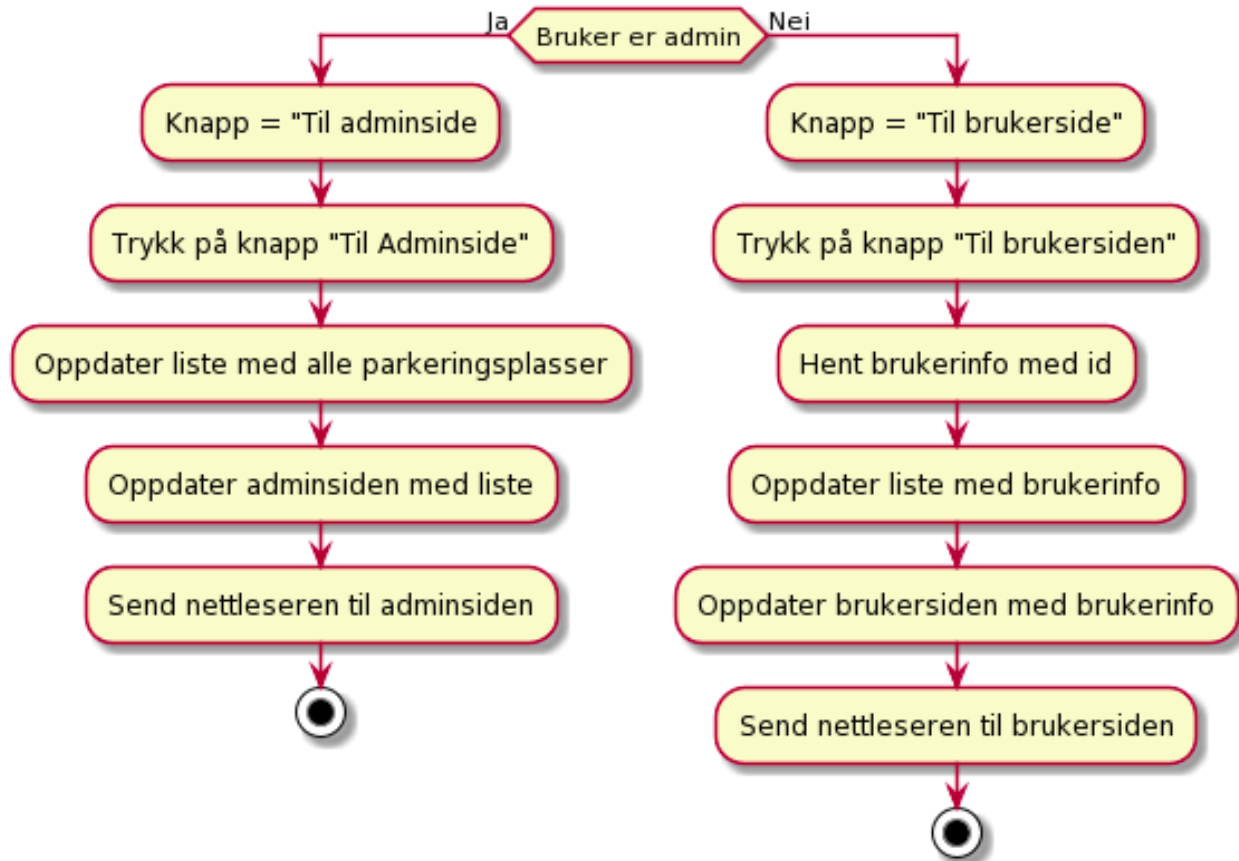 Ja
Bruker er admin
Nei
Knapp = "Til adminside
Trykk på knapp "Til Adminside"
Oppdater liste med alle parkeringsplasser
Oppdater adminsiden med liste
Send nettleseren til adminsiden
Knapp = "Til brukerside"
Trykk på knapp "Til brukersiden"
Hent brukerinfo med id
Oppdater liste med brukerinfo
Oppdater brukersiden med brukerinfo
Send nettleseren til brukersiden